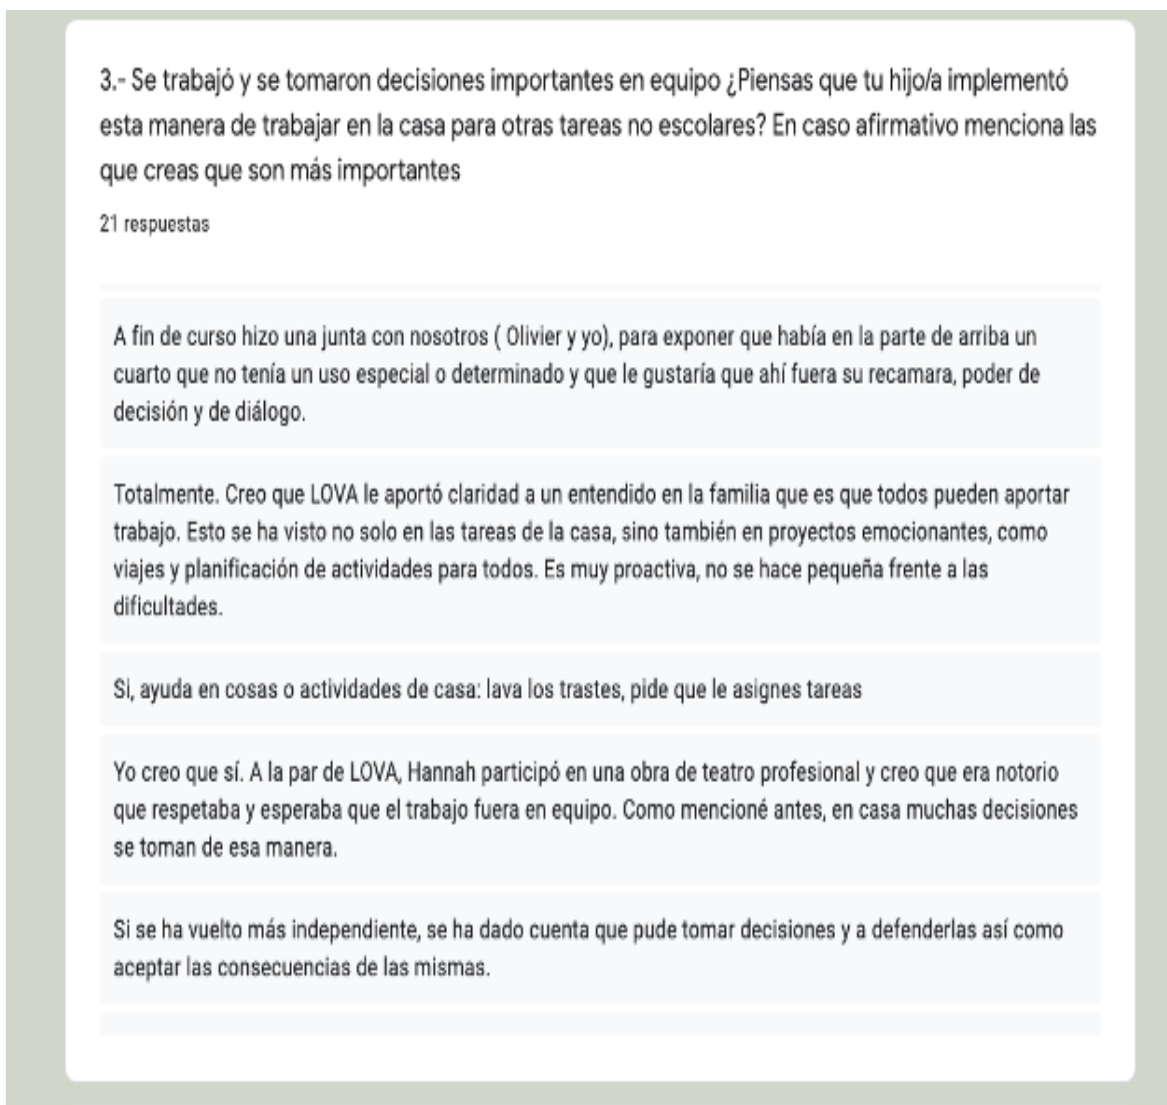 3.- Se trabajó y se tomaron decisiones importantes en equipo ¿Piensas que tu hijo/a implementó
esta manera de trabajar en la casa para otras tareas no escolares? En caso afirmativo menciona las
que creas que son más importantes
21 respuestas
A fin de curso hizo una junta con nosotros ( Olivier y yo), para exponer que había en la parte de arriba un
cuarto que no tenía un uso especial o determinado y que le gustaría que ahí fuera su recamara, poder de
decisión y de diálogo.
Totalmente. Creo que LOVA le aportó claridad a un entendido en la familia que es que todos pueden aportar
trabajo. Esto se ha visto no solo en las tareas de la casa, sino también en proyectos emocionantes, como
viajes y planificación de actividades para todos. Es muy proactiva, no se hace pequeña frente a las
dificultades.
Si, ayuda en cosas o actividades de casa: lava los trastes, pide que le asignes tareas
Yo creo que sí. A la par de LOVA, Hannah participó en una obra de teatro profesional y creo que era notorio
que respetaba y esperaba que el trabajo fuera en equipo. Como mencioné antes, en casa muchas decisiones
se toman de esa manera.
Si se ha vuelto más independiente, se ha dado cuenta que pude tomar decisiones y a defenderlas así como
aceptar las consecuencias de las mismas.